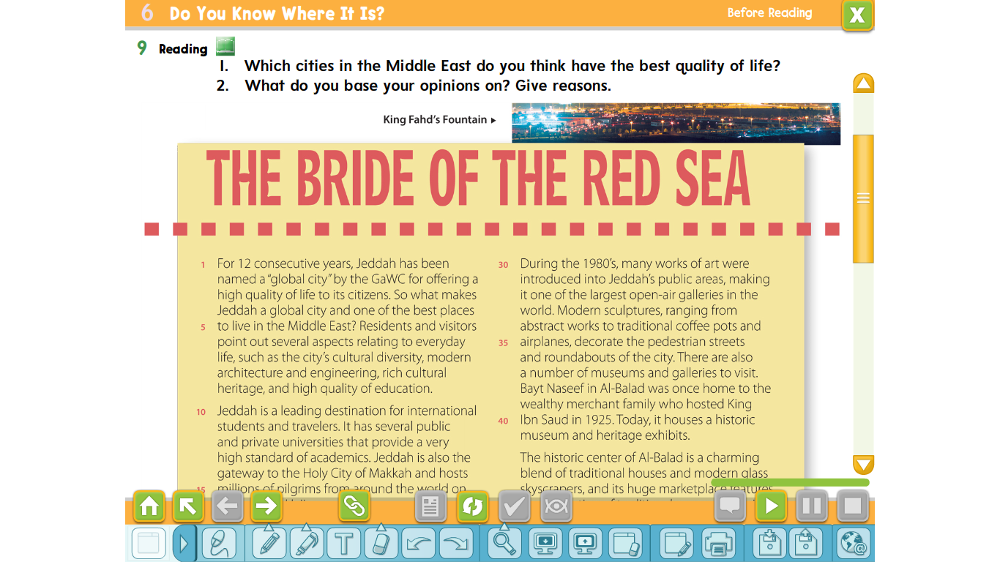 6 Do You Know Where It Is?
Before Reading
X
9 Reading
1. Which cities in the Middle East do you think have the best quality of life?
2. What do you base your opinions on? Give reasons.
King Fahd's Fountain ▸
THE BRIDE OF THE RED SEA
1 For 12 consecutive years, Jeddah has been
named a “global city” by the GaWC for offering a
high quality of life to its citizens. So what makes
Jeddah a global city and one of the best places
5 to live in the Middle East? Residents and visitors
point out several aspects relating to everyday
life, such as the city's cultural diversity, modern
architecture and engineering, rich cultural
heritage, and high quality of education.
10 Jeddah is a leading destination for international
students and travelers. It has several public
and private universities that provide a very
high standard of academics. Jeddah is also the
gateway to the Holy City of Makkah and hosts
15 millions of pilgrims from around the world on
30 During the 1980's, many works of art were
introduced into Jeddah's public areas, making
it one of the largest open-air galleries in the
world. Modern sculptures, ranging from
abstract works to traditional coffee pots and
35 airplanes, decorate the pedestrian streets
and roundabouts of the city. There are also
a number of museums and galleries to visit.
Bayt Naseef in Al-Balad was once home to the
wealthy merchant family who hosted King
40 Ibn Saud in 1925. Today, it houses a historic
museum and heritage exhibits.
The historic center of Al-Balad is a charming
blend of traditional houses and modern glass
skyscrapers, and its huge marketplace features
T
@